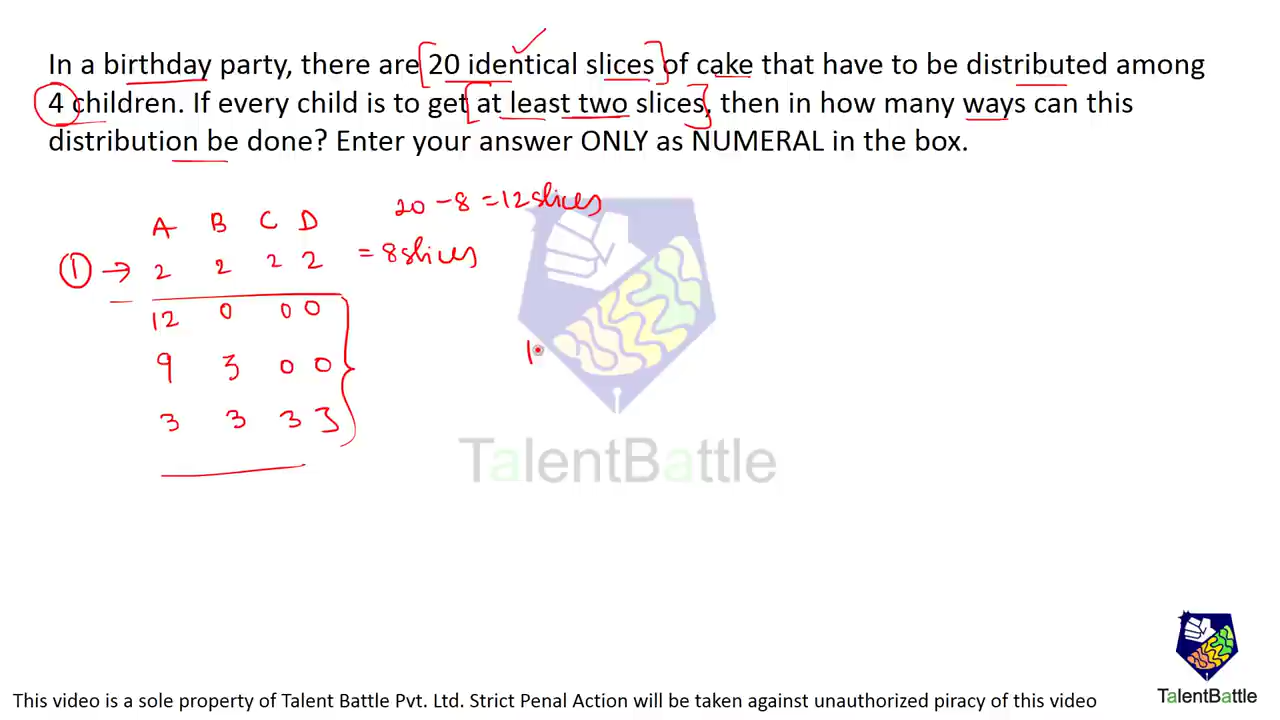 In a birthday party, there are 20 identical slices of cake that have to be distributed among
4 children. If every child is to get at least two slices, then in how many ways can this
distribution be done? Enter your answer ONLY as NUMERAL in the box.
20 - 8 = 12 slices
A B C D
① → 2 2 2 2 = 8 slices
12 0 0 0
9 3 0 0
1
3 3 3 3
TalentBattle
TalentBattle
This video is a sole property of Talent Battle Pvt. Ltd. Strict Penal Action will be taken against unauthorized piracy of this video